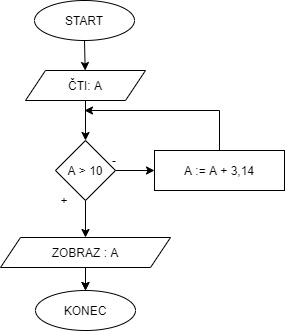 START
ČTI: A
A > 10
-
A := A + 3,14
+
ZOBRAZ : A
KONEC